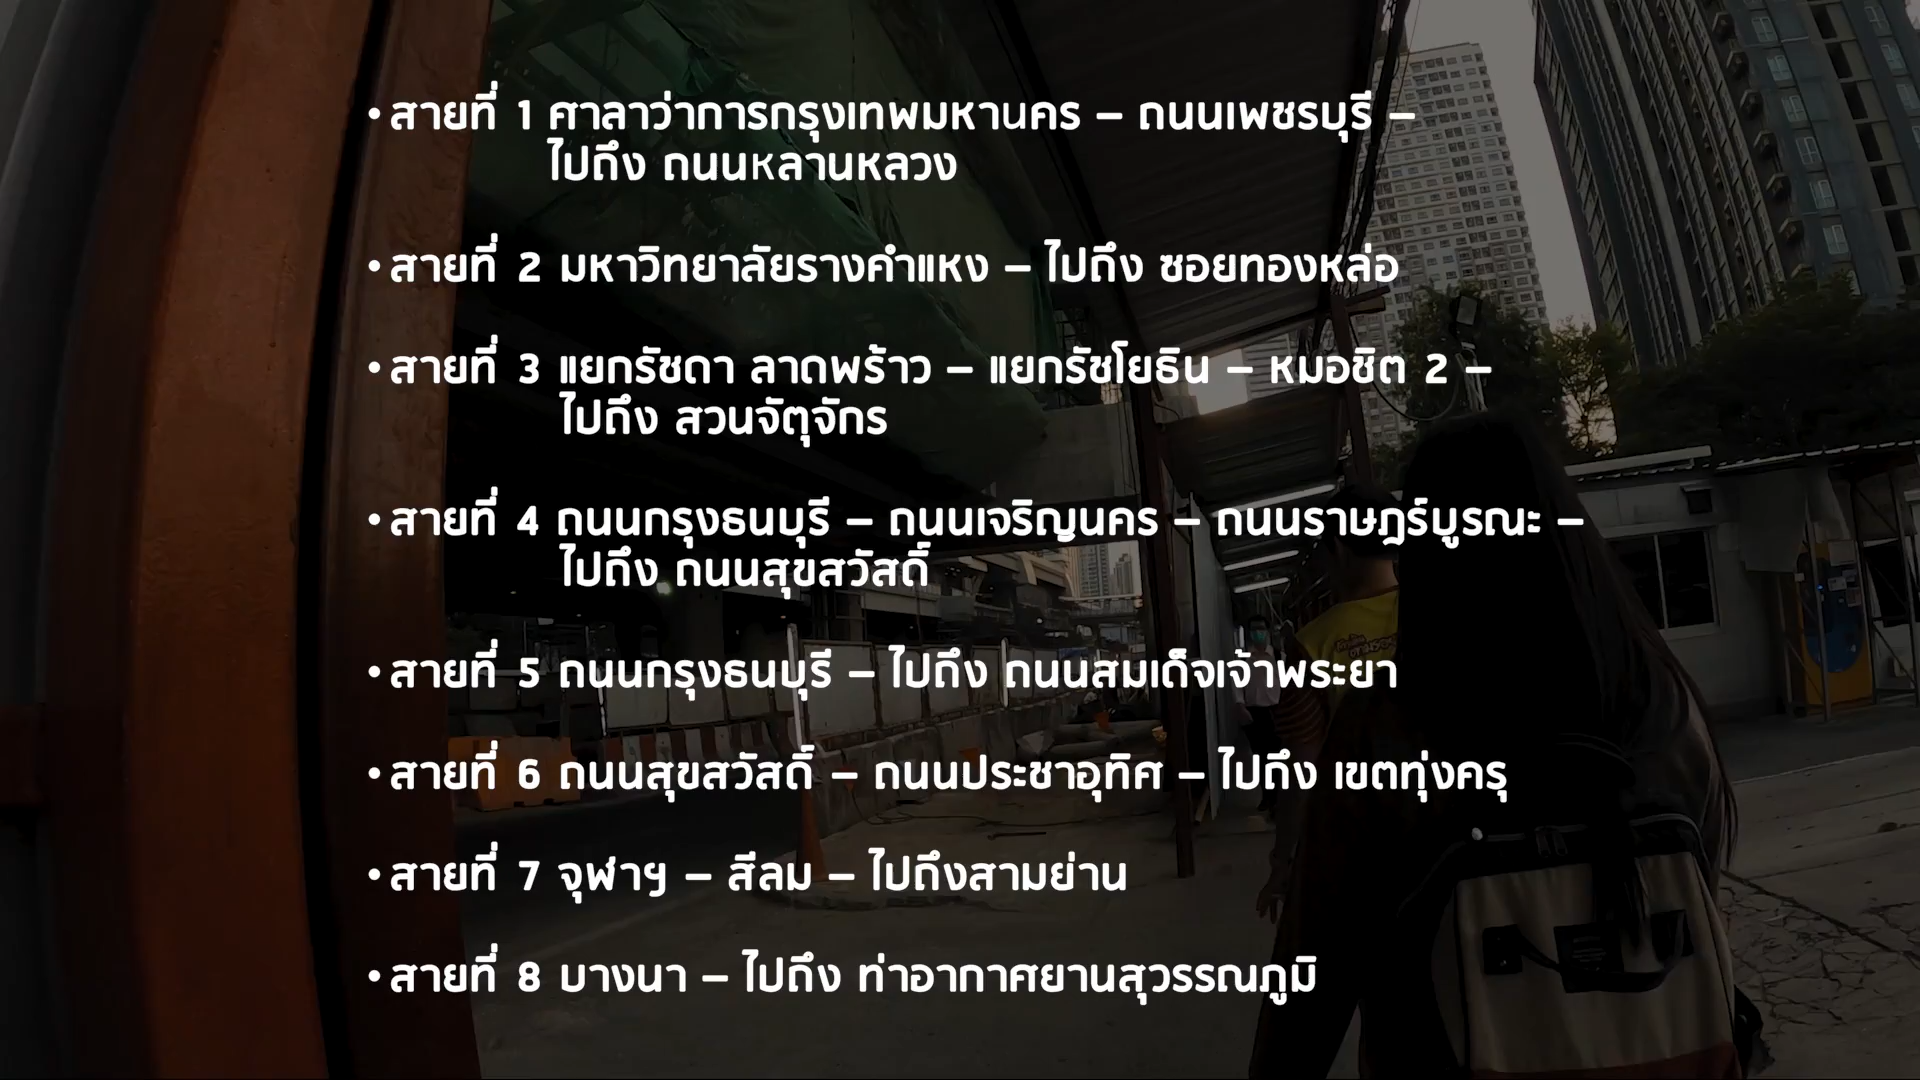 • สายที่ 1 ศาลาว่าการกรุงเทพมหานคร – ถนนเพชรบุรี –
ไปถึง ถนนหลานหลวง
• สายที่ 2 มหาวิทยาลัยรางคำแหง – ไปถึง ซอยทองหล่อ
• สายที่ 3 แยกรัชดา ลาดพร้าว – แยกรัชโยธิน – หมอชิต 2 –
ไปถึง สวนจัตุจักร
• สายที่ 4 ถนนกรุงธนบุรี – ถนนเจริญนคร – ถนนราษฎร์บูรณะ –
ไปถึง ถนนสุขสวัสดิ์
• สายที่ 5 ถนนกรุงธนบุรี – ไปถึง ถนนสมเด็จเจ้าพระยา
• สายที่ 6 ถนนสุขสวัสดิ์ – ถนนประชาอุทิศ – ไปถึง เขตทุ่งครุ
• สายที่ 7 จุฬาฯ – สีลม – ไปถึงสามย่าน
• สายที่ 8 บางนา – ไปถึง ท่าอากาศยานสุวรรณภูมิ